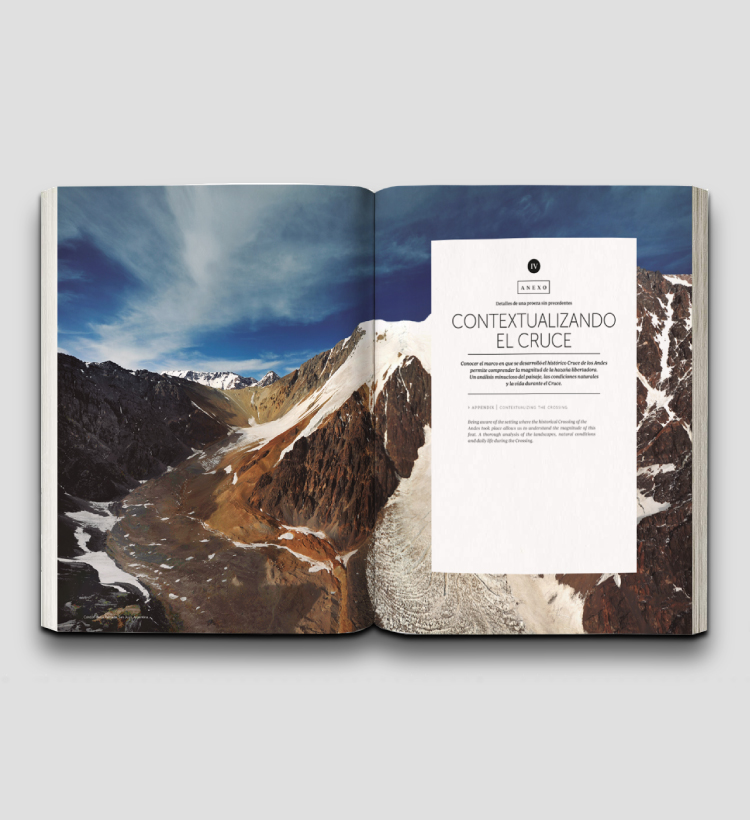 IV
ANEXO
Detalles de una proeza sin precedentes
CONTEXTUALIZANDO
EL CRUCE
Conocer el marco en que se desarrolló el histórico Cruce de los Andes
permite comprender la magnitud de la hazaña libertadora.
Un análisis minucioso del paisaje, las condiciones naturales
y la vida durante el Cruce.
APPENDIX | CONTEXTUALIZING THE CROSSING
Being aware of the setting where the historical Crossing of the
Andes took place allows us to understand the magnitude of this
feat. A thorough analysis of the landscapes, natural conditions
and daily life during the Crossing.